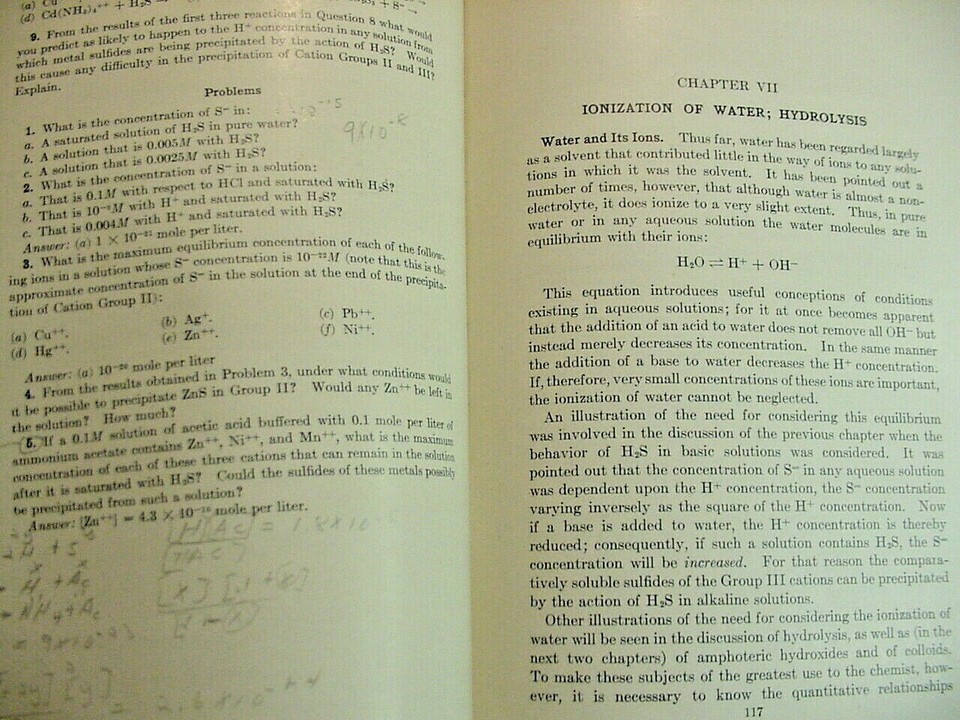 (a) Cu
(d) Cd(NH₃)₄⁺⁺ + H₂S
9. From the results of the first three reactions in Question 8 what would
you predict as likely to happen to the H⁺ concentration in any solution from
which metal sulfides are being precipitated by the action of H₂S? Would
this cause any difficulty in the precipitation of Cation Groups II and III?
Explain.
Problems
1. What is the concentration of S⁼ in:
a. A saturated solution of H₂S in pure water?
b. A solution that is 0.005M with H₂S?
c. A solution that is 0.0025M with H₂S?
9X10⁻⁸
2. What is the concentration of S⁼ in a solution:
a. That is 0.1M with respect to HCl and saturated with H₂S?
b. That is M with H⁺ and saturated with H₂S?
c. That is 0.004M with H⁺ and saturated with H₂S?
Answer: (a) 1 × mole per liter.
3. What is the maximum equilibrium concentration of each of the follow-
ing ions in a solution whose S⁼ concentration is 10⁻²²M (note that this is the
approximate concentration of S⁼ in the solution at the end of the precipita-
tion of Cation Group II):
(a) Cu⁺⁺.
(b) Ag⁺.
(c) Pb⁺⁺.
(d) Hg⁺⁺.
(e) Zn⁺⁺.
(f) Ni⁺⁺.
Answer: (a) mole per liter
4. From the results obtained in Problem 3, under what conditions would
it be possible to precipitate ZnS in Group II? Would any Zn⁺⁺ be left in
the solution? How much?
5. If a 0.1M solution of acetic acid buffered with 0.1 mole per liter of
ammonium acetate contains Zn⁺⁺, Ni⁺⁺, and Mn⁺⁺, what is the maximum
concentration of each of these three cations that can remain in the solution
after it is saturated with H₂S? Could the sulfides of these metals possibly
be precipitated from such a solution?
Answer: [Zn⁺⁺] = 4.3 × mole per liter.
CHAPTER VII
IONIZATION OF WATER; HYDROLYSIS
Water and Its Ions. Thus far, water has been regarded largely
as a solvent that contributed little in the way of ions to any solu-
tions in which it was the solvent. It has been pointed out a
number of times, however, that although water is almost a non-
electrolyte, it does ionize to a very slight extent. Thus, in pure
water or in any aqueous solution the water molecules are in
equilibrium with their ions:
H₂O ⇌ H⁺ + OH⁻
This equation introduces useful conceptions of conditions
existing in aqueous solutions; for it at once becomes apparent
that the addition of an acid to water does not remove all OH⁻ but
instead merely decreases its concentration. In the same manner
the addition of a base to water decreases the H⁺ concentration.
If, therefore, very small concentrations of these ions are important,
the ionization of water cannot be neglected.
An illustration of the need for considering this equilibrium
was involved in the discussion of the previous chapter when the
behavior of H₂S in basic solutions was considered. It was
pointed out that the concentration of S⁼ in any aqueous solution
was dependent upon the H⁺ concentration, the S⁼ concentration
varying inversely as the square of the H⁺ concentration. Now
if a base is added to water, the H⁺ concentration is thereby
reduced; consequently, if such a solution contains H₂S, the S⁼
concentration will be increased. For that reason the compara-
tively soluble sulfides of the Group III cations can be precipitated
by the action of H₂S in alkaline solutions.
Other illustrations of the need for considering the ionization of
water will be seen in the discussion of hydrolysis, as well as (in the
next two chapters) of amphoteric hydroxides and of colloids.
To make these subjects of the greatest use to the chemist, how-
ever, it is necessary to know the quantitative relationships
117